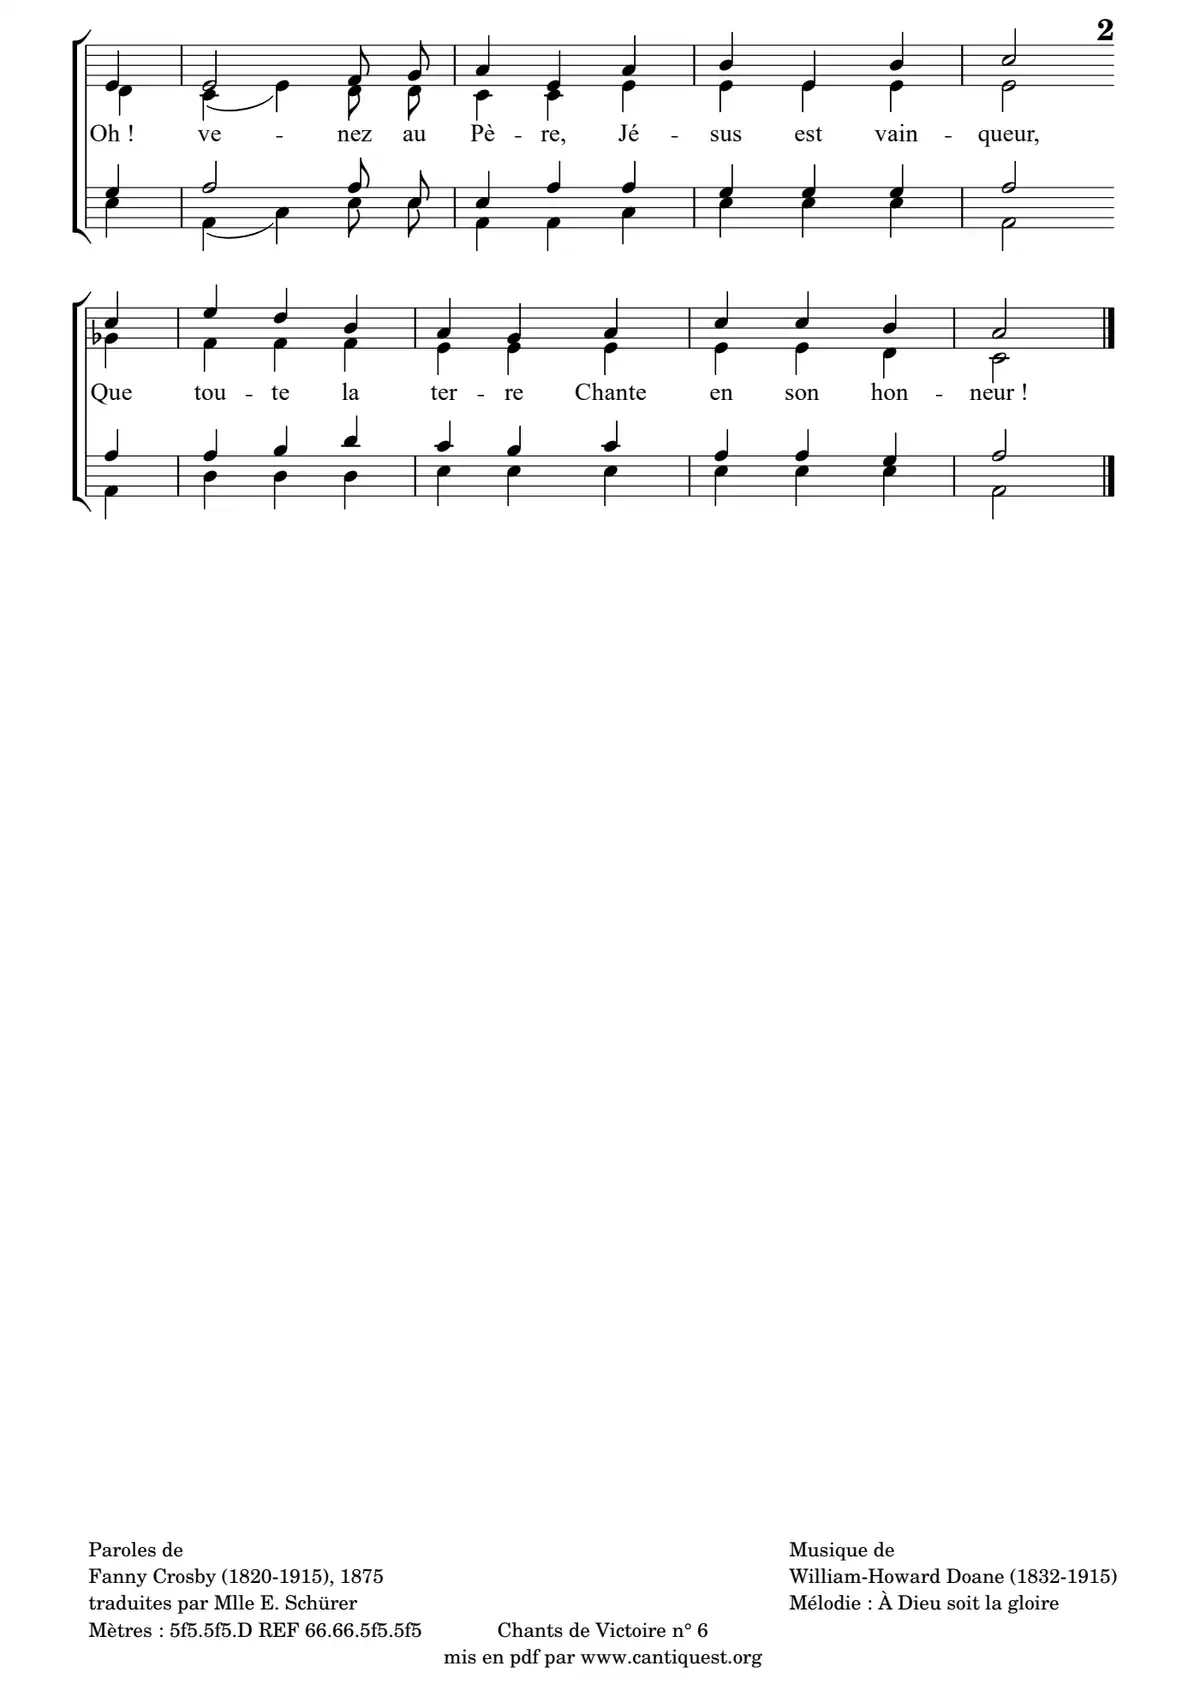 2
Oh ! ve - nez au Pè - re, Jé - sus est vain - queur,
Que tou - te la ter - re Chante en son hon - neur !
Paroles de
Fanny Crosby (1820-1915), 1875
traduites par Mlle E. Schürer
Mètres : 5f5.5f5.D REF 66.66.5f5.5f5
Musique de
William-Howard Doane (1832-1915)
Mélodie : À Dieu soit la gloire
Chants de Victoire n° 6
mis en pdf par www.cantiquest.org